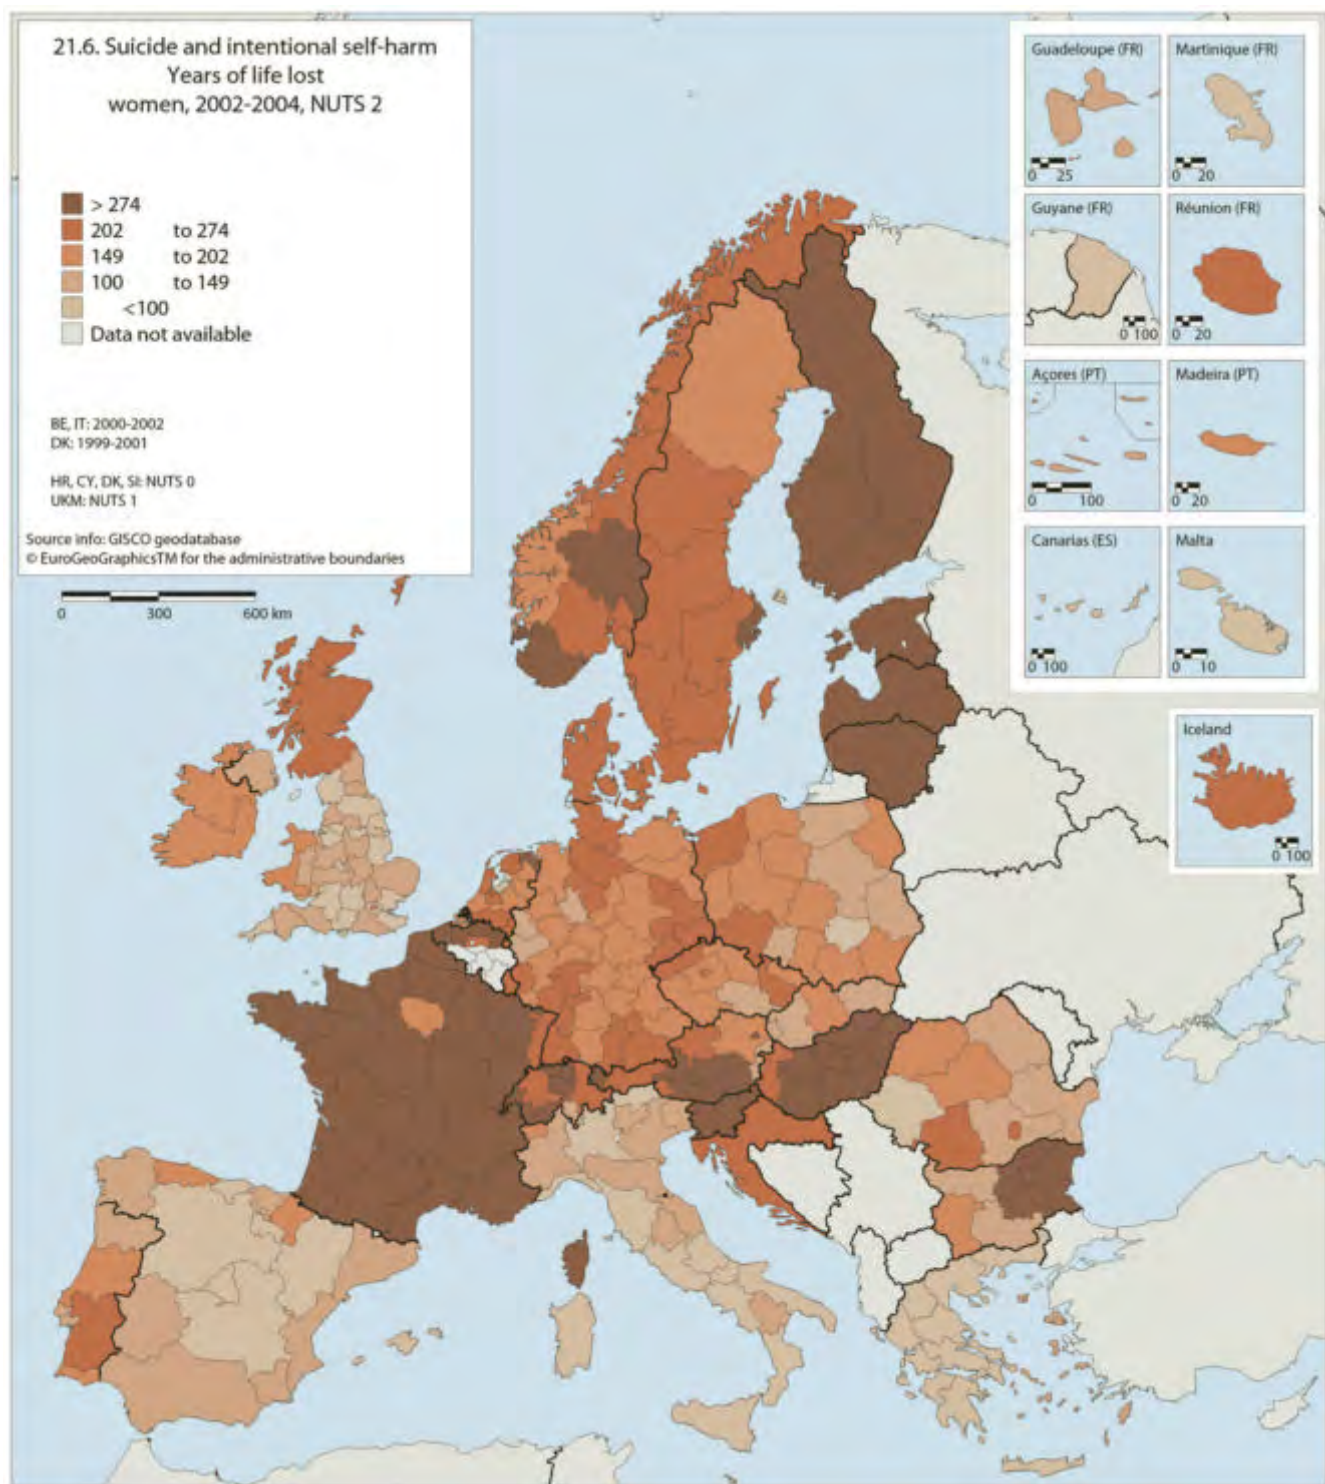 21.6. Suicide and intentional self-harm
Years of life lost
women, 2002-2004, NUTS 2
> 274
202 to 274
149 to 202
100 to 149
<100
Data not available
BE, IT: 2000-2002
DK: 1999-2001
HR, CY, DK, SI: NUTS 0
UKM: NUTS 1
Source info: GISCO geodatabase
© EuroGeoGraphicsTM for the administrative boundaries
0 300 600 km
Guadeloupe (FR)
0 25
Martinique (FR)
0 20
Guyane (FR)
0 100
Réunion (FR)
0 20
Açores (PT)
0 100
Madeira (PT)
0 20
Canarias (ES)
0 100
Malta
0 10
Iceland
0 100